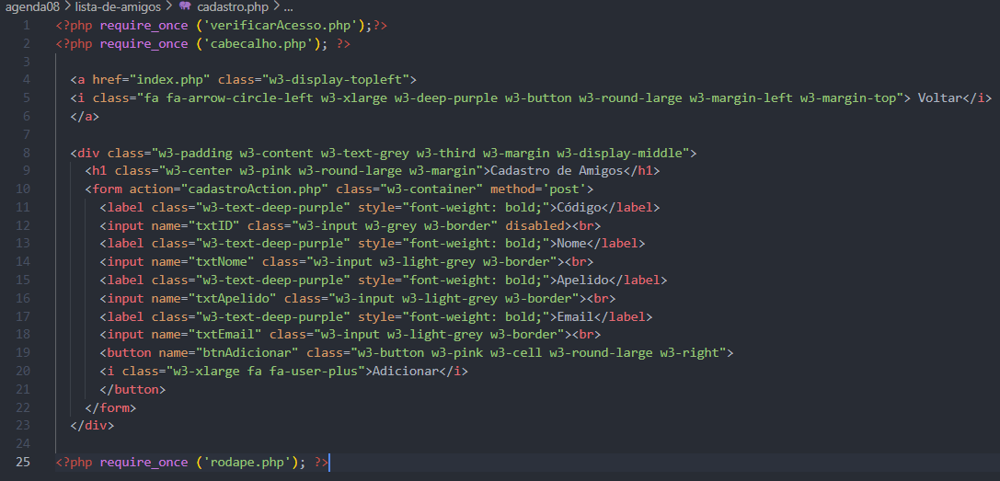 agenda08 > lista-de-amigos > cadastro.php > ...
1 <?php require_once ('verificarAcesso.php');?>
2 <?php require_once ('cabecalho.php'); ?>
3
4 <a href="index.php" class="w3-display-topleft">
5 <i class="fa fa-arrow-circle-left w3-xlarge w3-deep-purple w3-button w3-round-large w3-margin-left w3-margin-top"> Voltar</i>
6 </a>
7
8 <div class="w3-padding w3-content w3-text-grey w3-third w3-margin w3-display-middle">
9 <h1 class="w3-center w3-pink w3-round-large w3-margin">Cadastro de Amigos</h1>
10 <form action="cadastroAction.php" class="w3-container" method='post'>
11 <label class="w3-text-deep-purple" style="font-weight: bold;">Código</label>
12 <input name="txtID" class="w3-input w3-grey w3-border" disabled><br>
13 <label class="w3-text-deep-purple" style="font-weight: bold;">Nome</label>
14 <input name="txtNome" class="w3-input w3-light-grey w3-border"><br>
15 <label class="w3-text-deep-purple" style="font-weight: bold;">Apelido</label>
16 <input name="txtApelido" class="w3-input w3-light-grey w3-border"><br>
17 <label class="w3-text-deep-purple" style="font-weight: bold;">Email</label>
18 <input name="txtEmail" class="w3-input w3-light-grey w3-border"><br>
19 <button name="btnAdicionar" class="w3-button w3-pink w3-cell w3-round-large w3-right">
20 <i class="w3-xlarge fa fa-user-plus">Adicionar</i>
21 </button>
22 </form>
23 </div>
24
25 <?php require_once ('rodape.php'); ?>